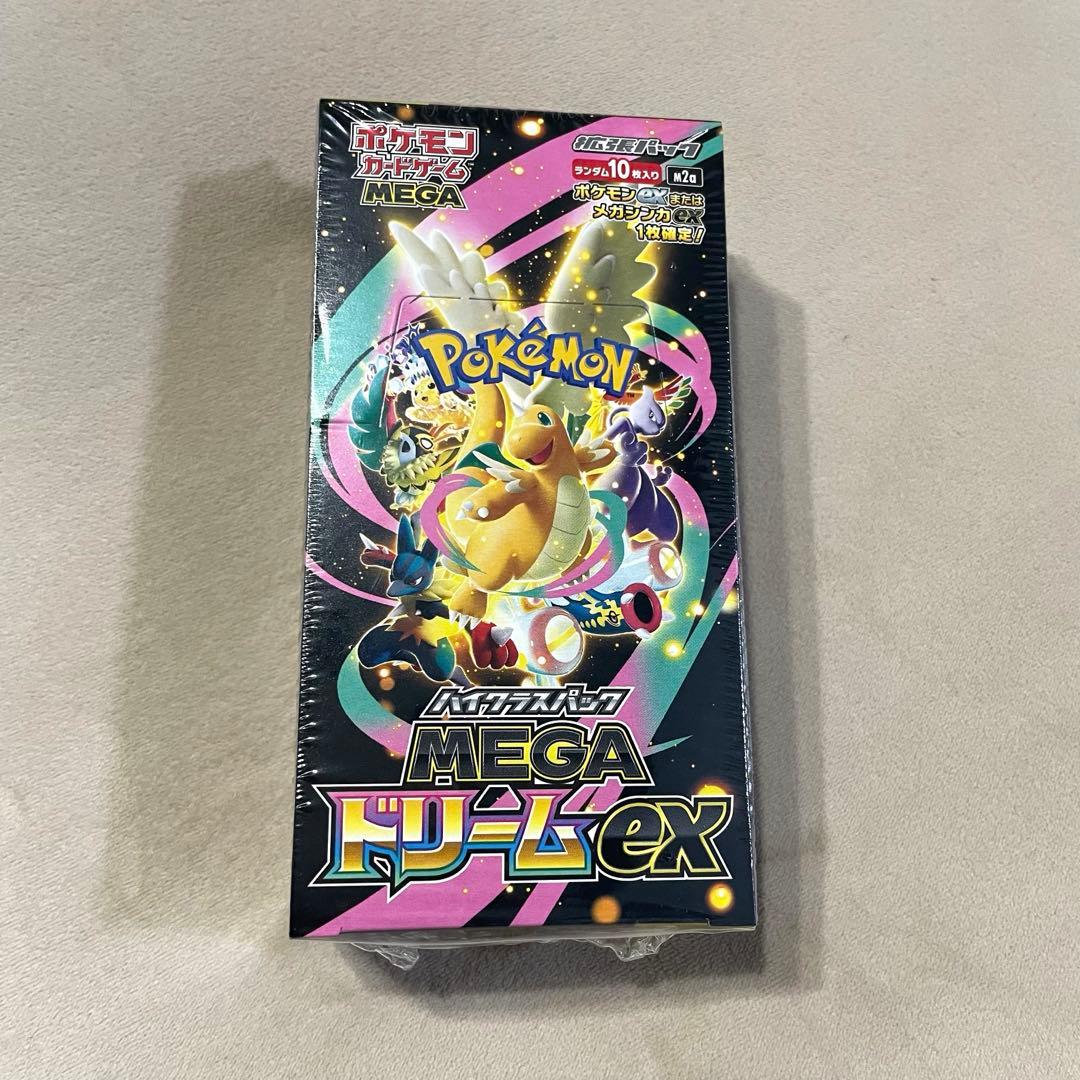 ポケモン
カードゲーム
MEGA
拡張パック
ランダム10枚入り M2a
ポケモンexまたは
メガシンカex
1枚確定!
POKéMON
TM
ハイクラスパック
MEGA
ドリームex